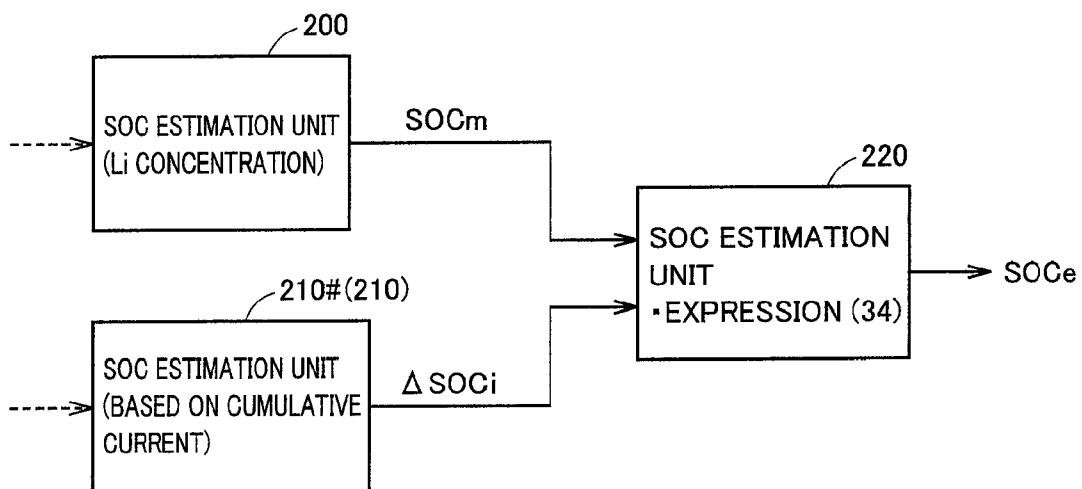 200
SOC ESTIMATION UNIT
(Li CONCENTRATION)
SOCm
220
SOC ESTIMATION
UNIT
・EXPRESSION (34)
SOCe
210#(210)
SOC ESTIMATION UNIT
(BASED ON CUMULATIVE
CURRENT)
ΔSOCi